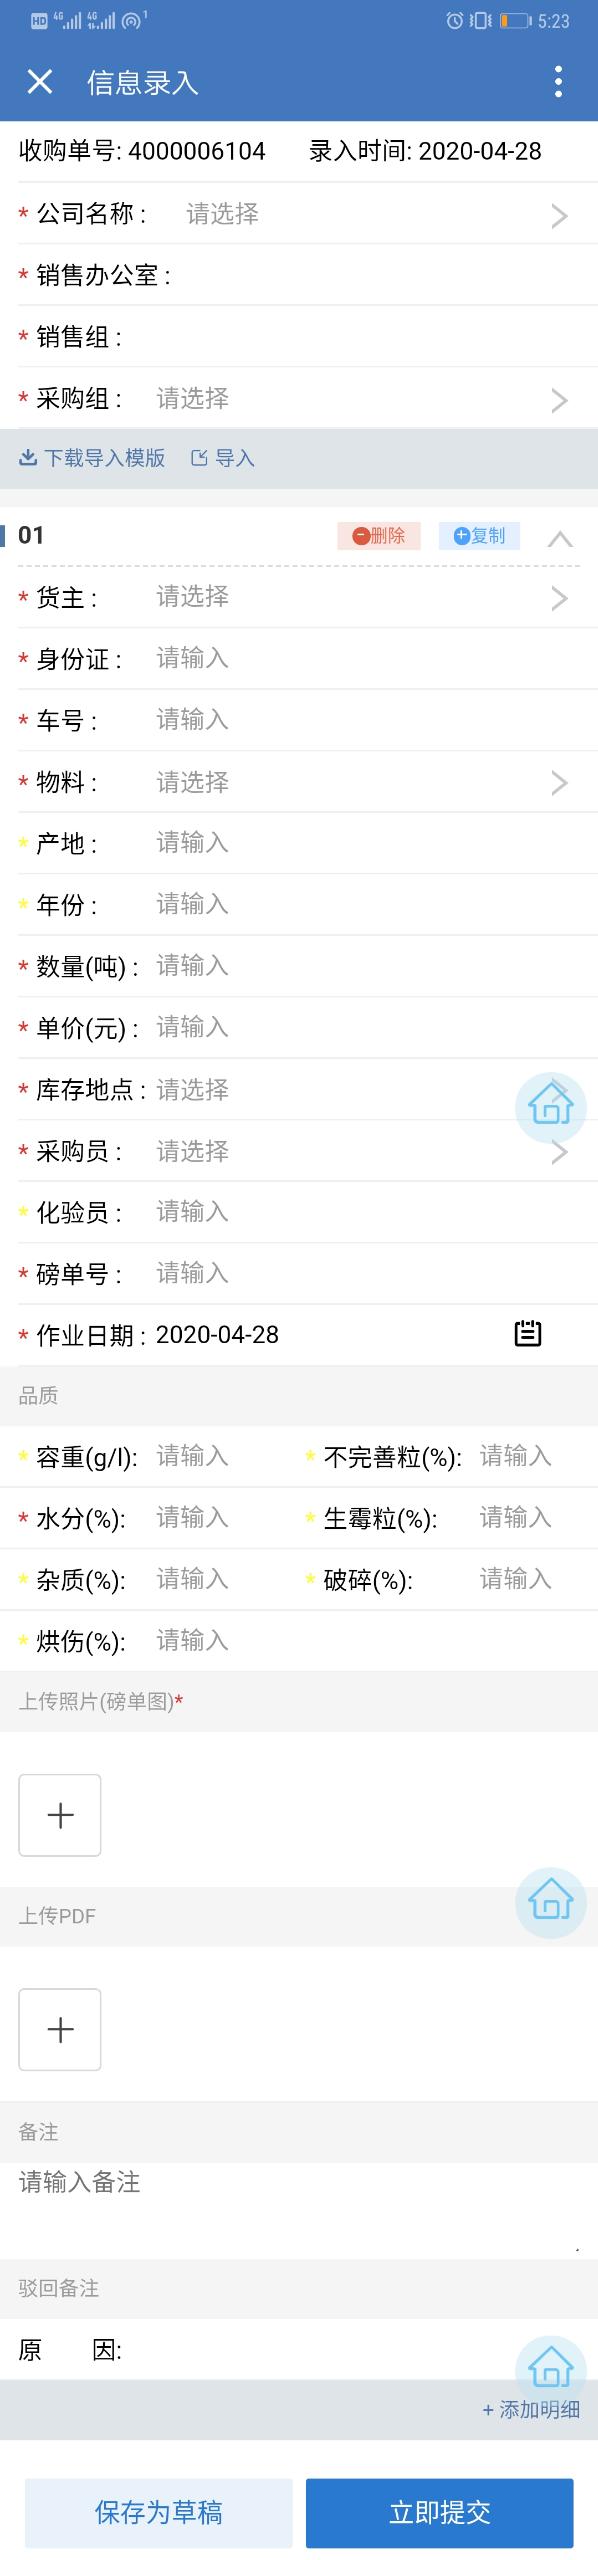 HD 4G 4G 1 5:23
信息录入
收购单号: 4000006104 录入时间: 2020-04-28
* 公司名称 : 请选择
* 销售办公室 :
* 销售组 :
* 采购组 : 请选择
下载导入模版 导入
01 删除 复制
* 货主 : 请选择
* 身份证 : 请输入
* 车号 : 请输入
* 物料 : 请选择
* 产地 : 请输入
* 年份 : 请输入
* 数量(吨) : 请输入
* 单价(元) : 请输入
* 库存地点 : 请选择
* 采购员 : 请选择
* 化验员 : 请输入
* 磅单号 : 请输入
* 作业日期 : 2020-04-28
品质
* 容重(g/l): 请输入 * 不完善粒(%): 请输入
* 水分(%): 请输入 * 生霉粒(%): 请输入
* 杂质(%): 请输入 * 破碎(%): 请输入
* 烘伤(%): 请输入
上传照片(磅单图)*
上传PDF
备注
请输入备注
驳回备注
原 因:
+ 添加明细
保存为草稿 立即提交